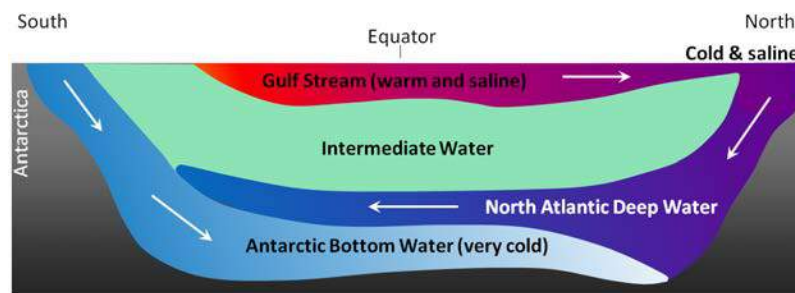 South
North
Equator
Cold & saline
Gulf Stream (warm and saline)
Antarctica
Intermediate Water
North Atlantic Deep Water
Antarctic Bottom Water (very cold)